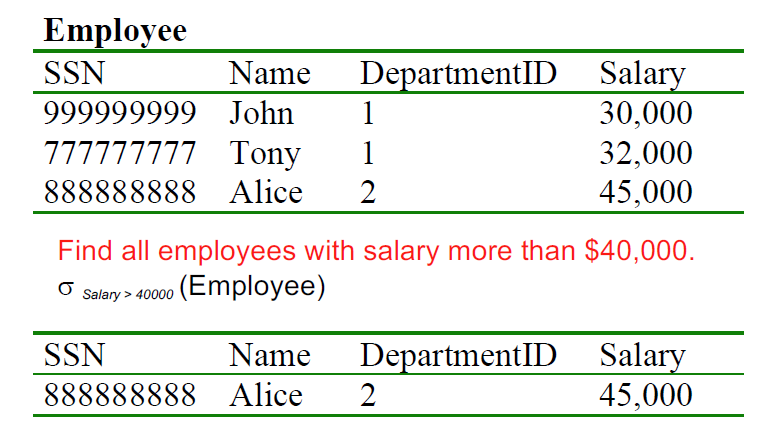 Employee
SSN Name DepartmentID Salary
999999999 John 1 30,000
777777777 Tony 1 32,000
888888888 Alice 2 45,000
Find all employees with salary more than $40,000.
σ Salary > 40000 (Employee)
SSN Name DepartmentID Salary
888888888 Alice 2 45,000